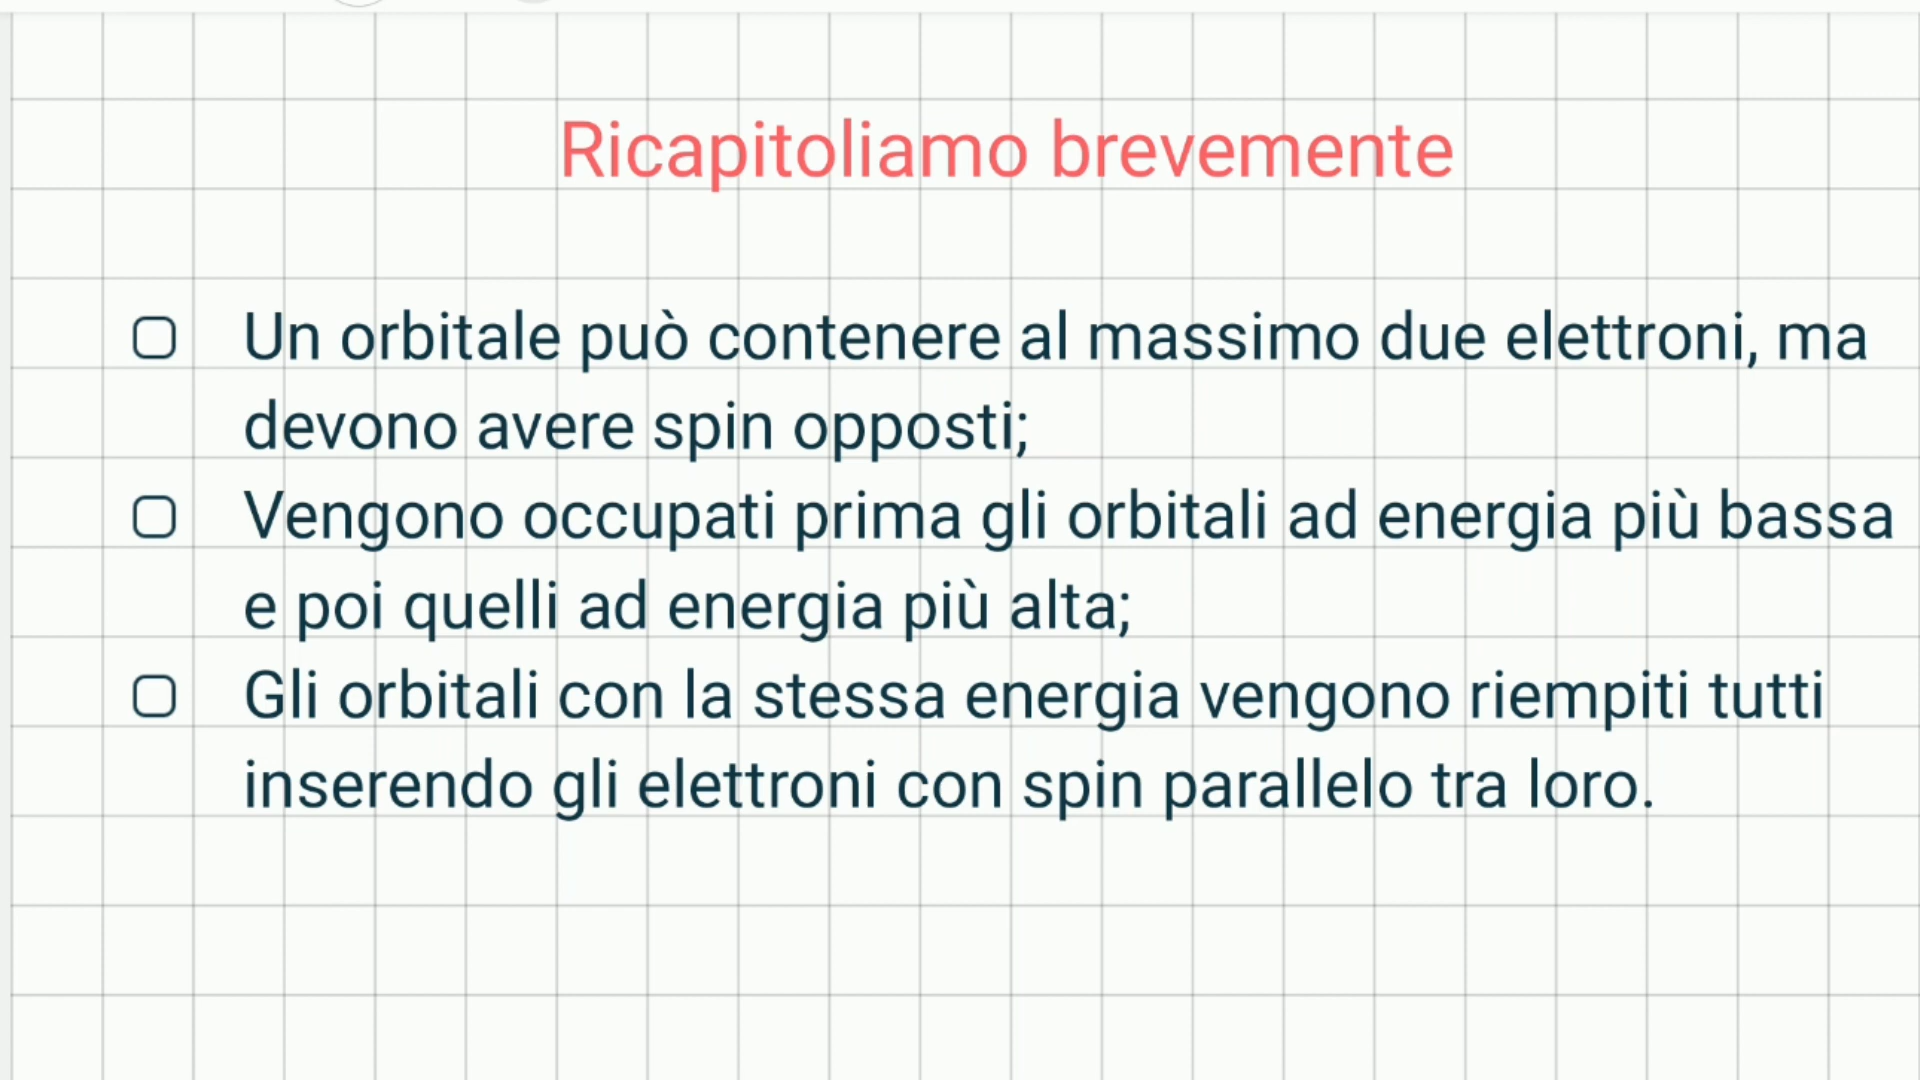 Ricapitoliamo brevemente
Un orbitale può contenere al massimo due elettroni, ma
devono avere spin opposti;
Vengono occupati prima gli orbitali ad energia più bassa
e poi quelli ad energia più alta;
Gli orbitali con la stessa energia vengono riempiti tutti
inserendo gli elettroni con spin parallelo tra loro.